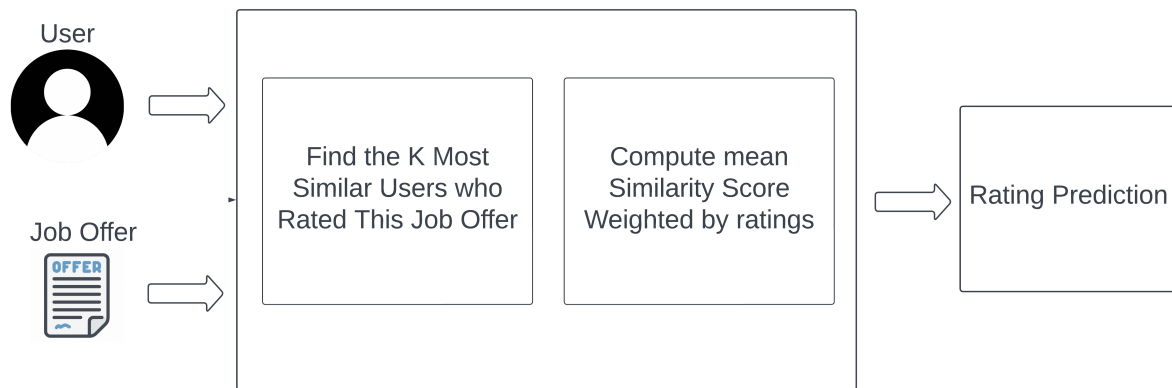 User
Job Offer
OFFER
Find the K Most
Similar Users who
Rated This Job Offer
Compute mean
Similarity Score
Weighted by ratings
Rating Prediction